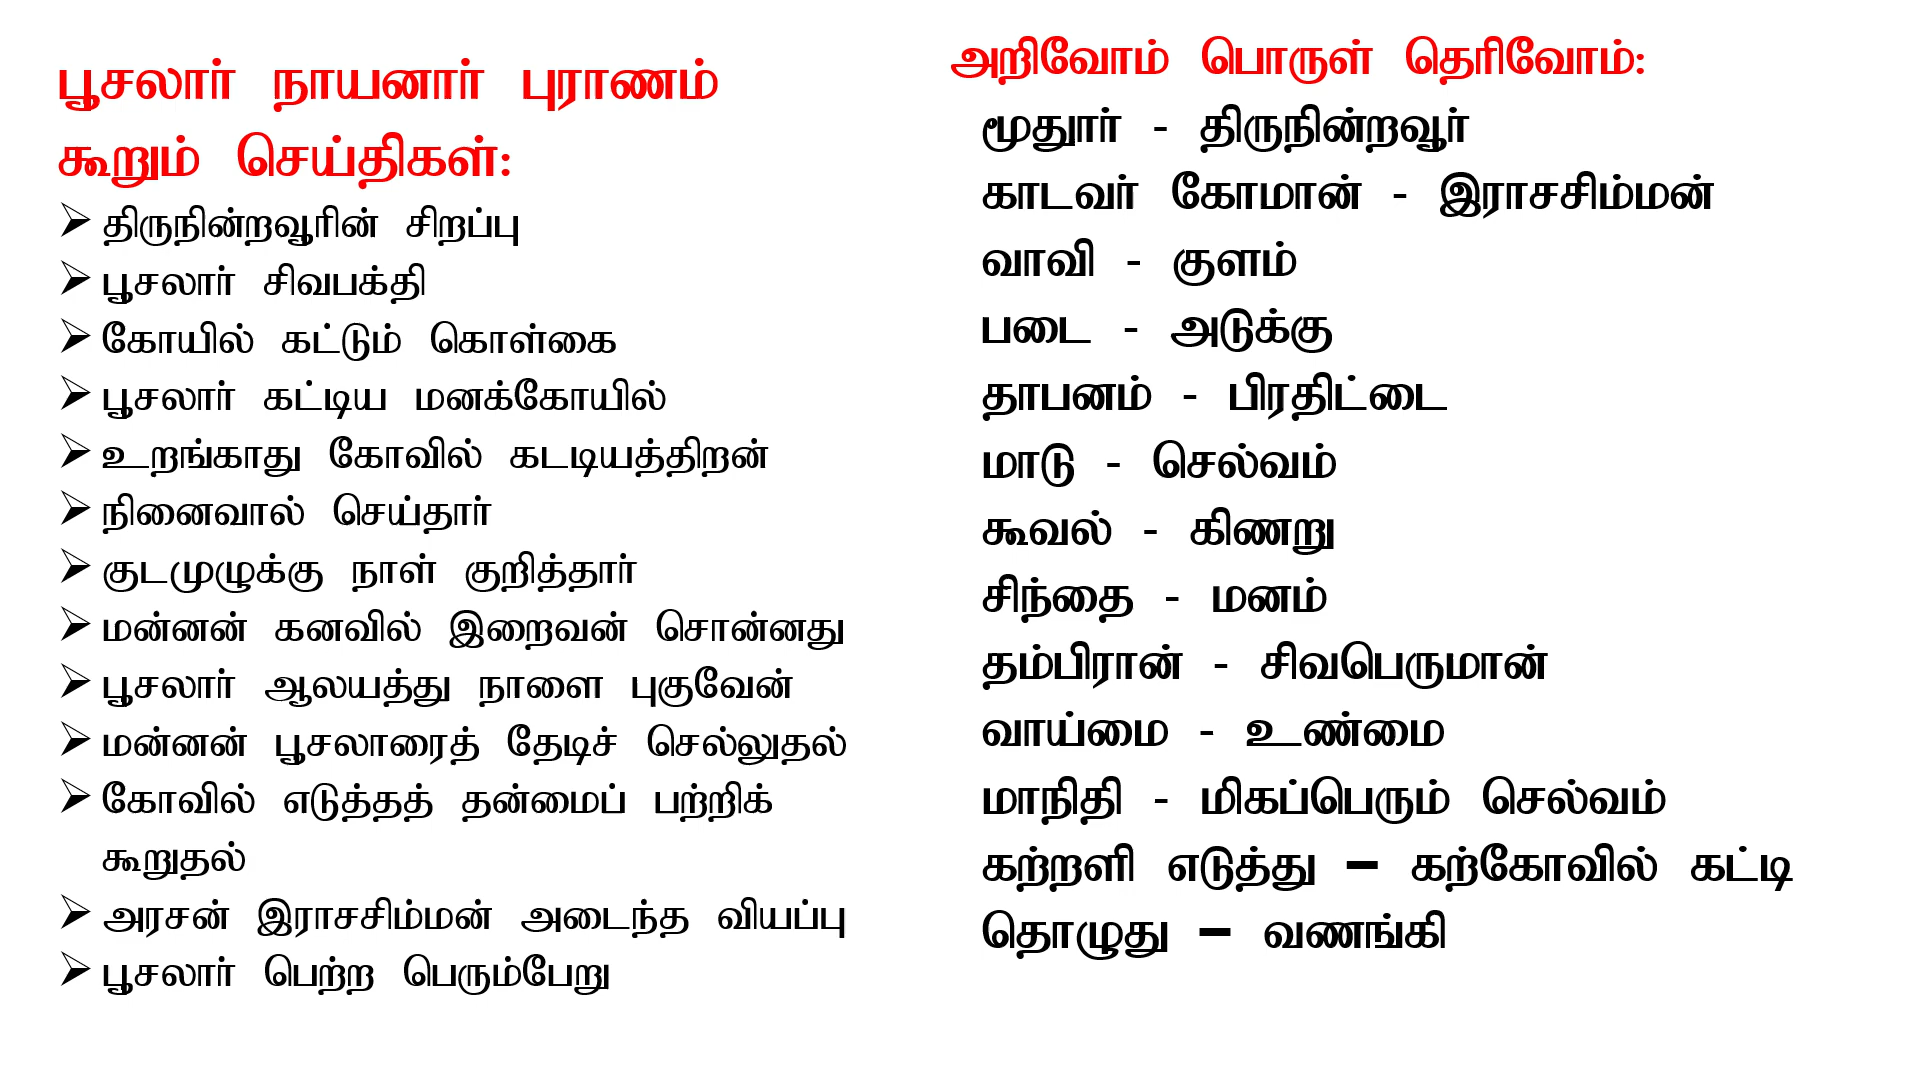 பூசலார் நாயனார் புராணம்
கூறும் செய்திகள்:
➢ திருநின்றவூரின் சிறப்பு
➢ பூசலார் சிவபக்தி
➢ கோயில் கட்டும் கொள்கை
➢ பூசலார் கட்டிய மனக்கோயில்
➢ உறங்காது கோவில் கடடியத்திறன்
➢ நினைவால் செய்தார்
➢ குடமுழுக்கு நாள் குறித்தார்
➢ மன்னன் கனவில் இறைவன் சொன்னது
➢ பூசலார் ஆலயத்து நாளை புகுவேன்
➢ மன்னன் பூசலாரைத் தேடிச் செல்லுதல்
➢ கோவில் எடுத்தத் தன்மைப் பற்றிக்
கூறுதல்
➢ அரசன் இராசசிம்மன் அடைந்த வியப்பு
➢ பூசலார் பெற்ற பெரும்பேறு
அறிவோம் பொருள் தெரிவோம்:
மூதுார் - திருநின்றவூர்
காடவர் கோமான் - இராசசிம்மன்
வாவி - குளம்
படை - அடுக்கு
தாபனம் - பிரதிட்டை
மாடு - செல்வம்
கூவல் - கிணறு
சிந்தை - மனம்
தம்பிரான் - சிவபெருமான்
வாய்மை - உண்மை
மாநிதி - மிகப்பெரும் செல்வம்
கற்றளி எடுத்து – கற்கோவில் கட்டி
தொழுது – வணங்கி